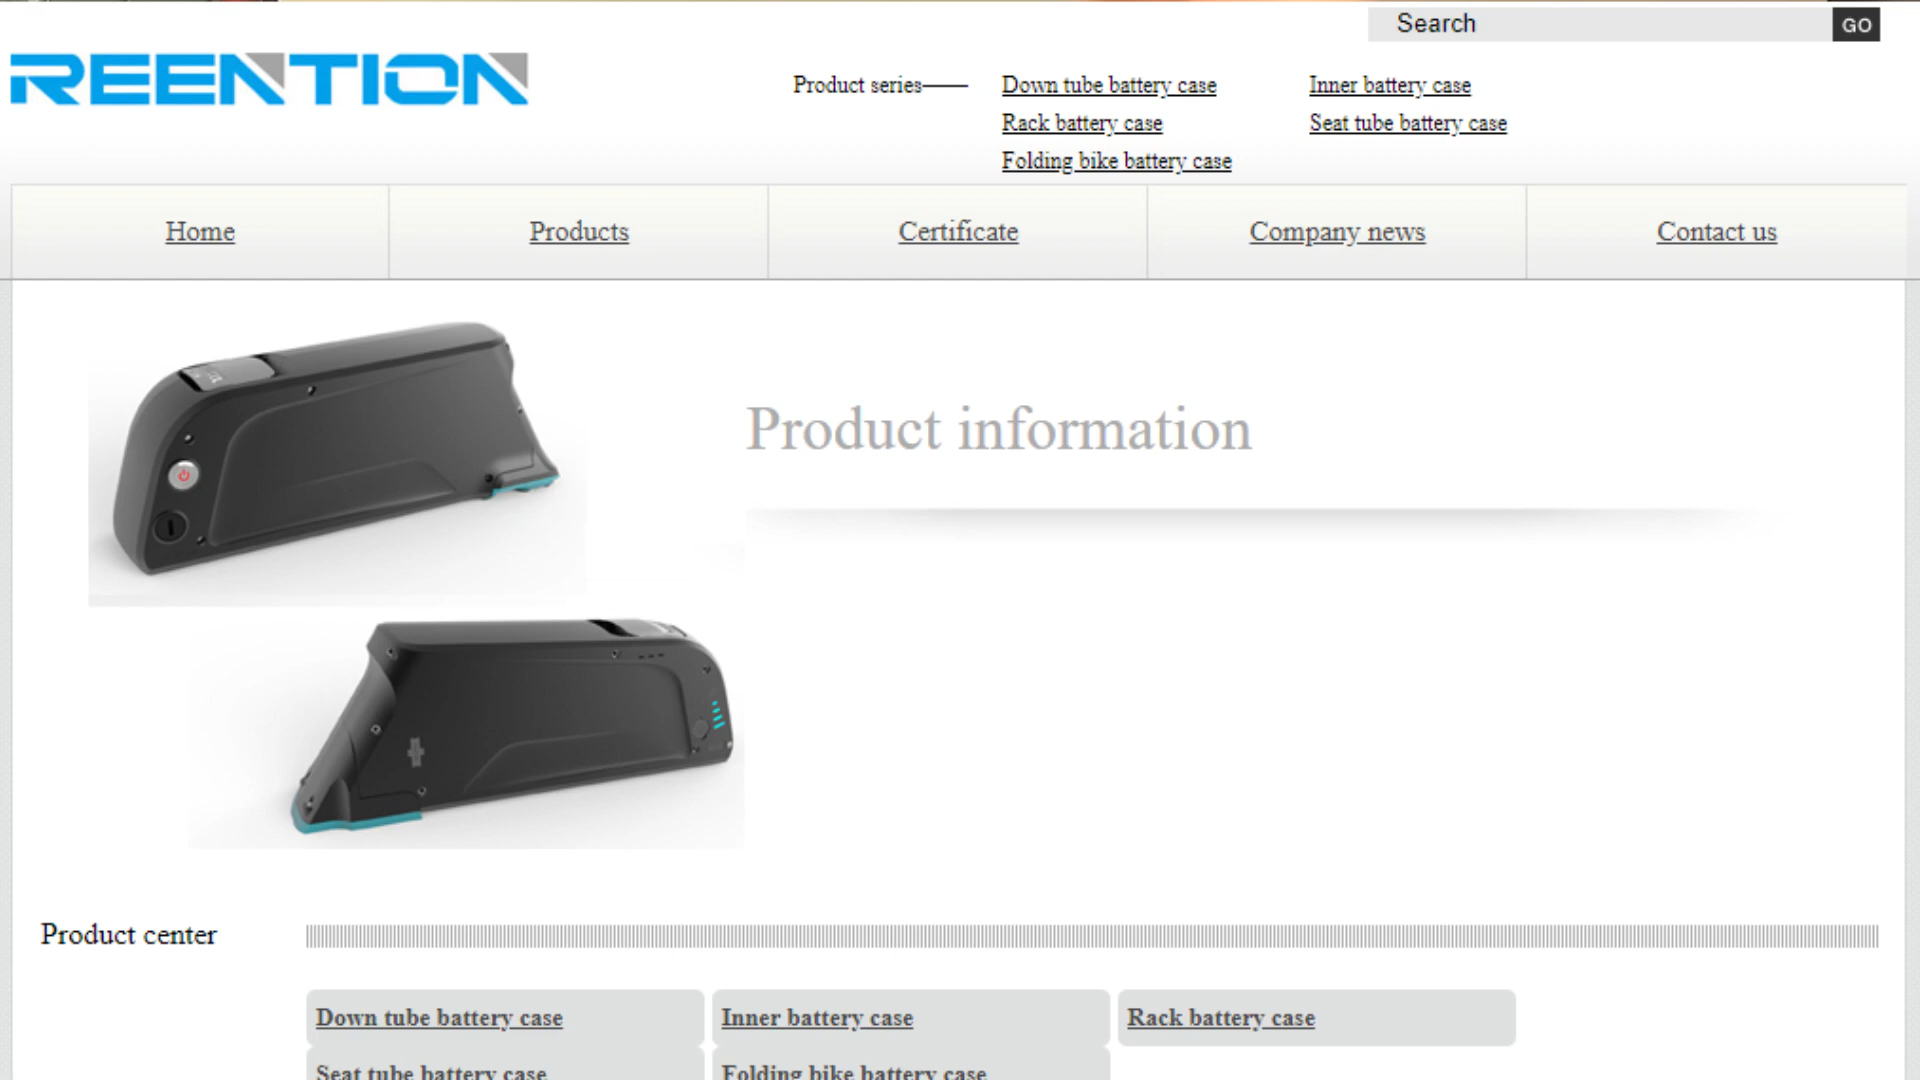 Search
GO
REENTION
Product series——
Down tube battery case
Inner battery case
Rack battery case
Seat tube battery case
Folding bike battery case
Home
Products
Certificate
Company news
Contact us
Product information
Product center
Down tube battery case
Inner battery case
Rack battery case
Seat tube battery case
Folding bike battery case